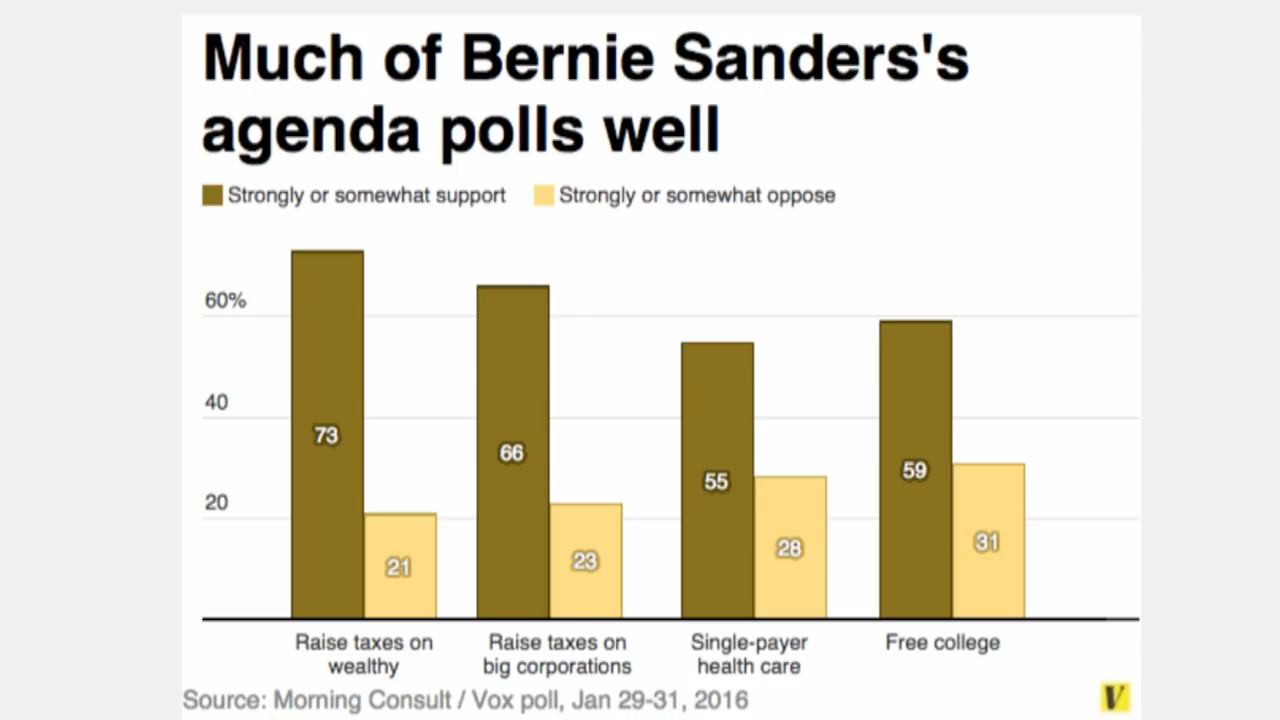 Much of Bernie Sanders's
agenda polls well
Strongly or somewhat support Strongly or somewhat oppose
60%
40
20
73 21 66 23 55 28 59 31
Raise taxes on wealthy
Raise taxes on big corporations
Single-payer health care
Free college
Source: Morning Consult / Vox poll, Jan 29-31, 2016
V